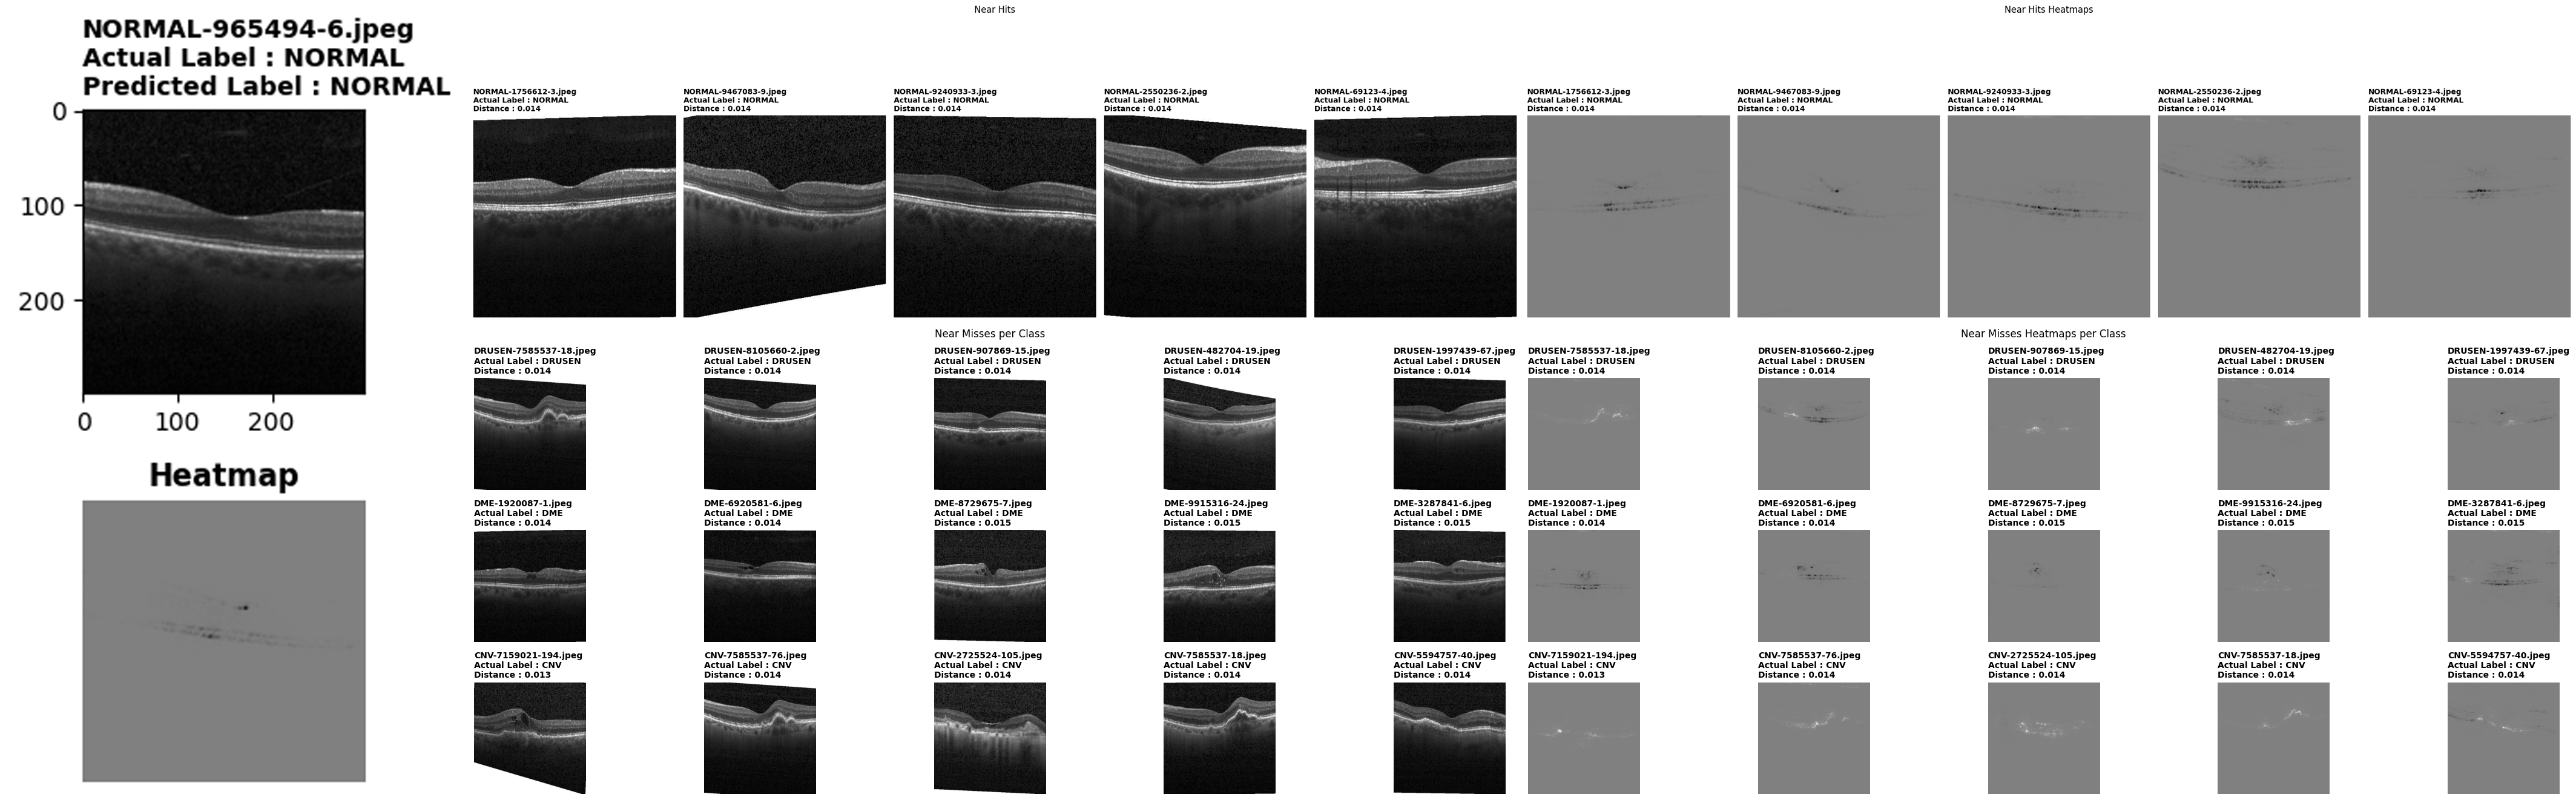 NORMAL-965494-6.jpeg
Actual Label : NORMAL
Predicted Label : NORMAL
0
100
200
0 100 200
Heatmap
Near Hits
NORMAL-1756612-3.jpeg
Actual Label : NORMAL
Distance : 0.014
NORMAL-9467083-9.jpeg
Actual Label : NORMAL
Distance : 0.014
NORMAL-9240933-3.jpeg
Actual Label : NORMAL
Distance : 0.014
NORMAL-2550236-2.jpeg
Actual Label : NORMAL
Distance : 0.014
NORMAL-69123-4.jpeg
Actual Label : NORMAL
Distance : 0.014
Near Hits Heatmaps
NORMAL-1756612-3.jpeg
Actual Label : NORMAL
Distance : 0.014
NORMAL-9467083-9.jpeg
Actual Label : NORMAL
Distance : 0.014
NORMAL-9240933-3.jpeg
Actual Label : NORMAL
Distance : 0.014
NORMAL-2550236-2.jpeg
Actual Label : NORMAL
Distance : 0.014
NORMAL-69123-4.jpeg
Actual Label : NORMAL
Distance : 0.014
Near Misses per Class
DRUSEN-7585537-18.jpeg
Actual Label : DRUSEN
Distance : 0.014
DRUSEN-8105660-2.jpeg
Actual Label : DRUSEN
Distance : 0.014
DRUSEN-907869-15.jpeg
Actual Label : DRUSEN
Distance : 0.014
DRUSEN-482704-19.jpeg
Actual Label : DRUSEN
Distance : 0.014
DRUSEN-1997439-67.jpeg
Actual Label : DRUSEN
Distance : 0.014
DME-1920087-1.jpeg
Actual Label : DME
Distance : 0.014
DME-6920581-6.jpeg
Actual Label : DME
Distance : 0.014
DME-8729675-7.jpeg
Actual Label : DME
Distance : 0.015
DME-9915316-24.jpeg
Actual Label : DME
Distance : 0.015
DME-3287841-6.jpeg
Actual Label : DME
Distance : 0.015
CNV-7159021-194.jpeg
Actual Label : CNV
Distance : 0.013
CNV-7585537-76.jpeg
Actual Label : CNV
Distance : 0.014
CNV-2725524-105.jpeg
Actual Label : CNV
Distance : 0.014
CNV-7585537-18.jpeg
Actual Label : CNV
Distance : 0.014
CNV-5594757-40.jpeg
Actual Label : CNV
Distance : 0.014
Near Misses Heatmaps per Class
DRUSEN-7585537-18.jpeg
Actual Label : DRUSEN
Distance : 0.014
DRUSEN-8105660-2.jpeg
Actual Label : DRUSEN
Distance : 0.014
DRUSEN-907869-15.jpeg
Actual Label : DRUSEN
Distance : 0.014
DRUSEN-482704-19.jpeg
Actual Label : DRUSEN
Distance : 0.014
DRUSEN-1997439-67.jpeg
Actual Label : DRUSEN
Distance : 0.014
DME-1920087-1.jpeg
Actual Label : DME
Distance : 0.014
DME-6920581-6.jpeg
Actual Label : DME
Distance : 0.014
DME-8729675-7.jpeg
Actual Label : DME
Distance : 0.015
DME-9915316-24.jpeg
Actual Label : DME
Distance : 0.015
DME-3287841-6.jpeg
Actual Label : DME
Distance : 0.015
CNV-7159021-194.jpeg
Actual Label : CNV
Distance : 0.013
CNV-7585537-76.jpeg
Actual Label : CNV
Distance : 0.014
CNV-2725524-105.jpeg
Actual Label : CNV
Distance : 0.014
CNV-7585537-18.jpeg
Actual Label : CNV
Distance : 0.014
CNV-5594757-40.jpeg
Actual Label : CNV
Distance : 0.014